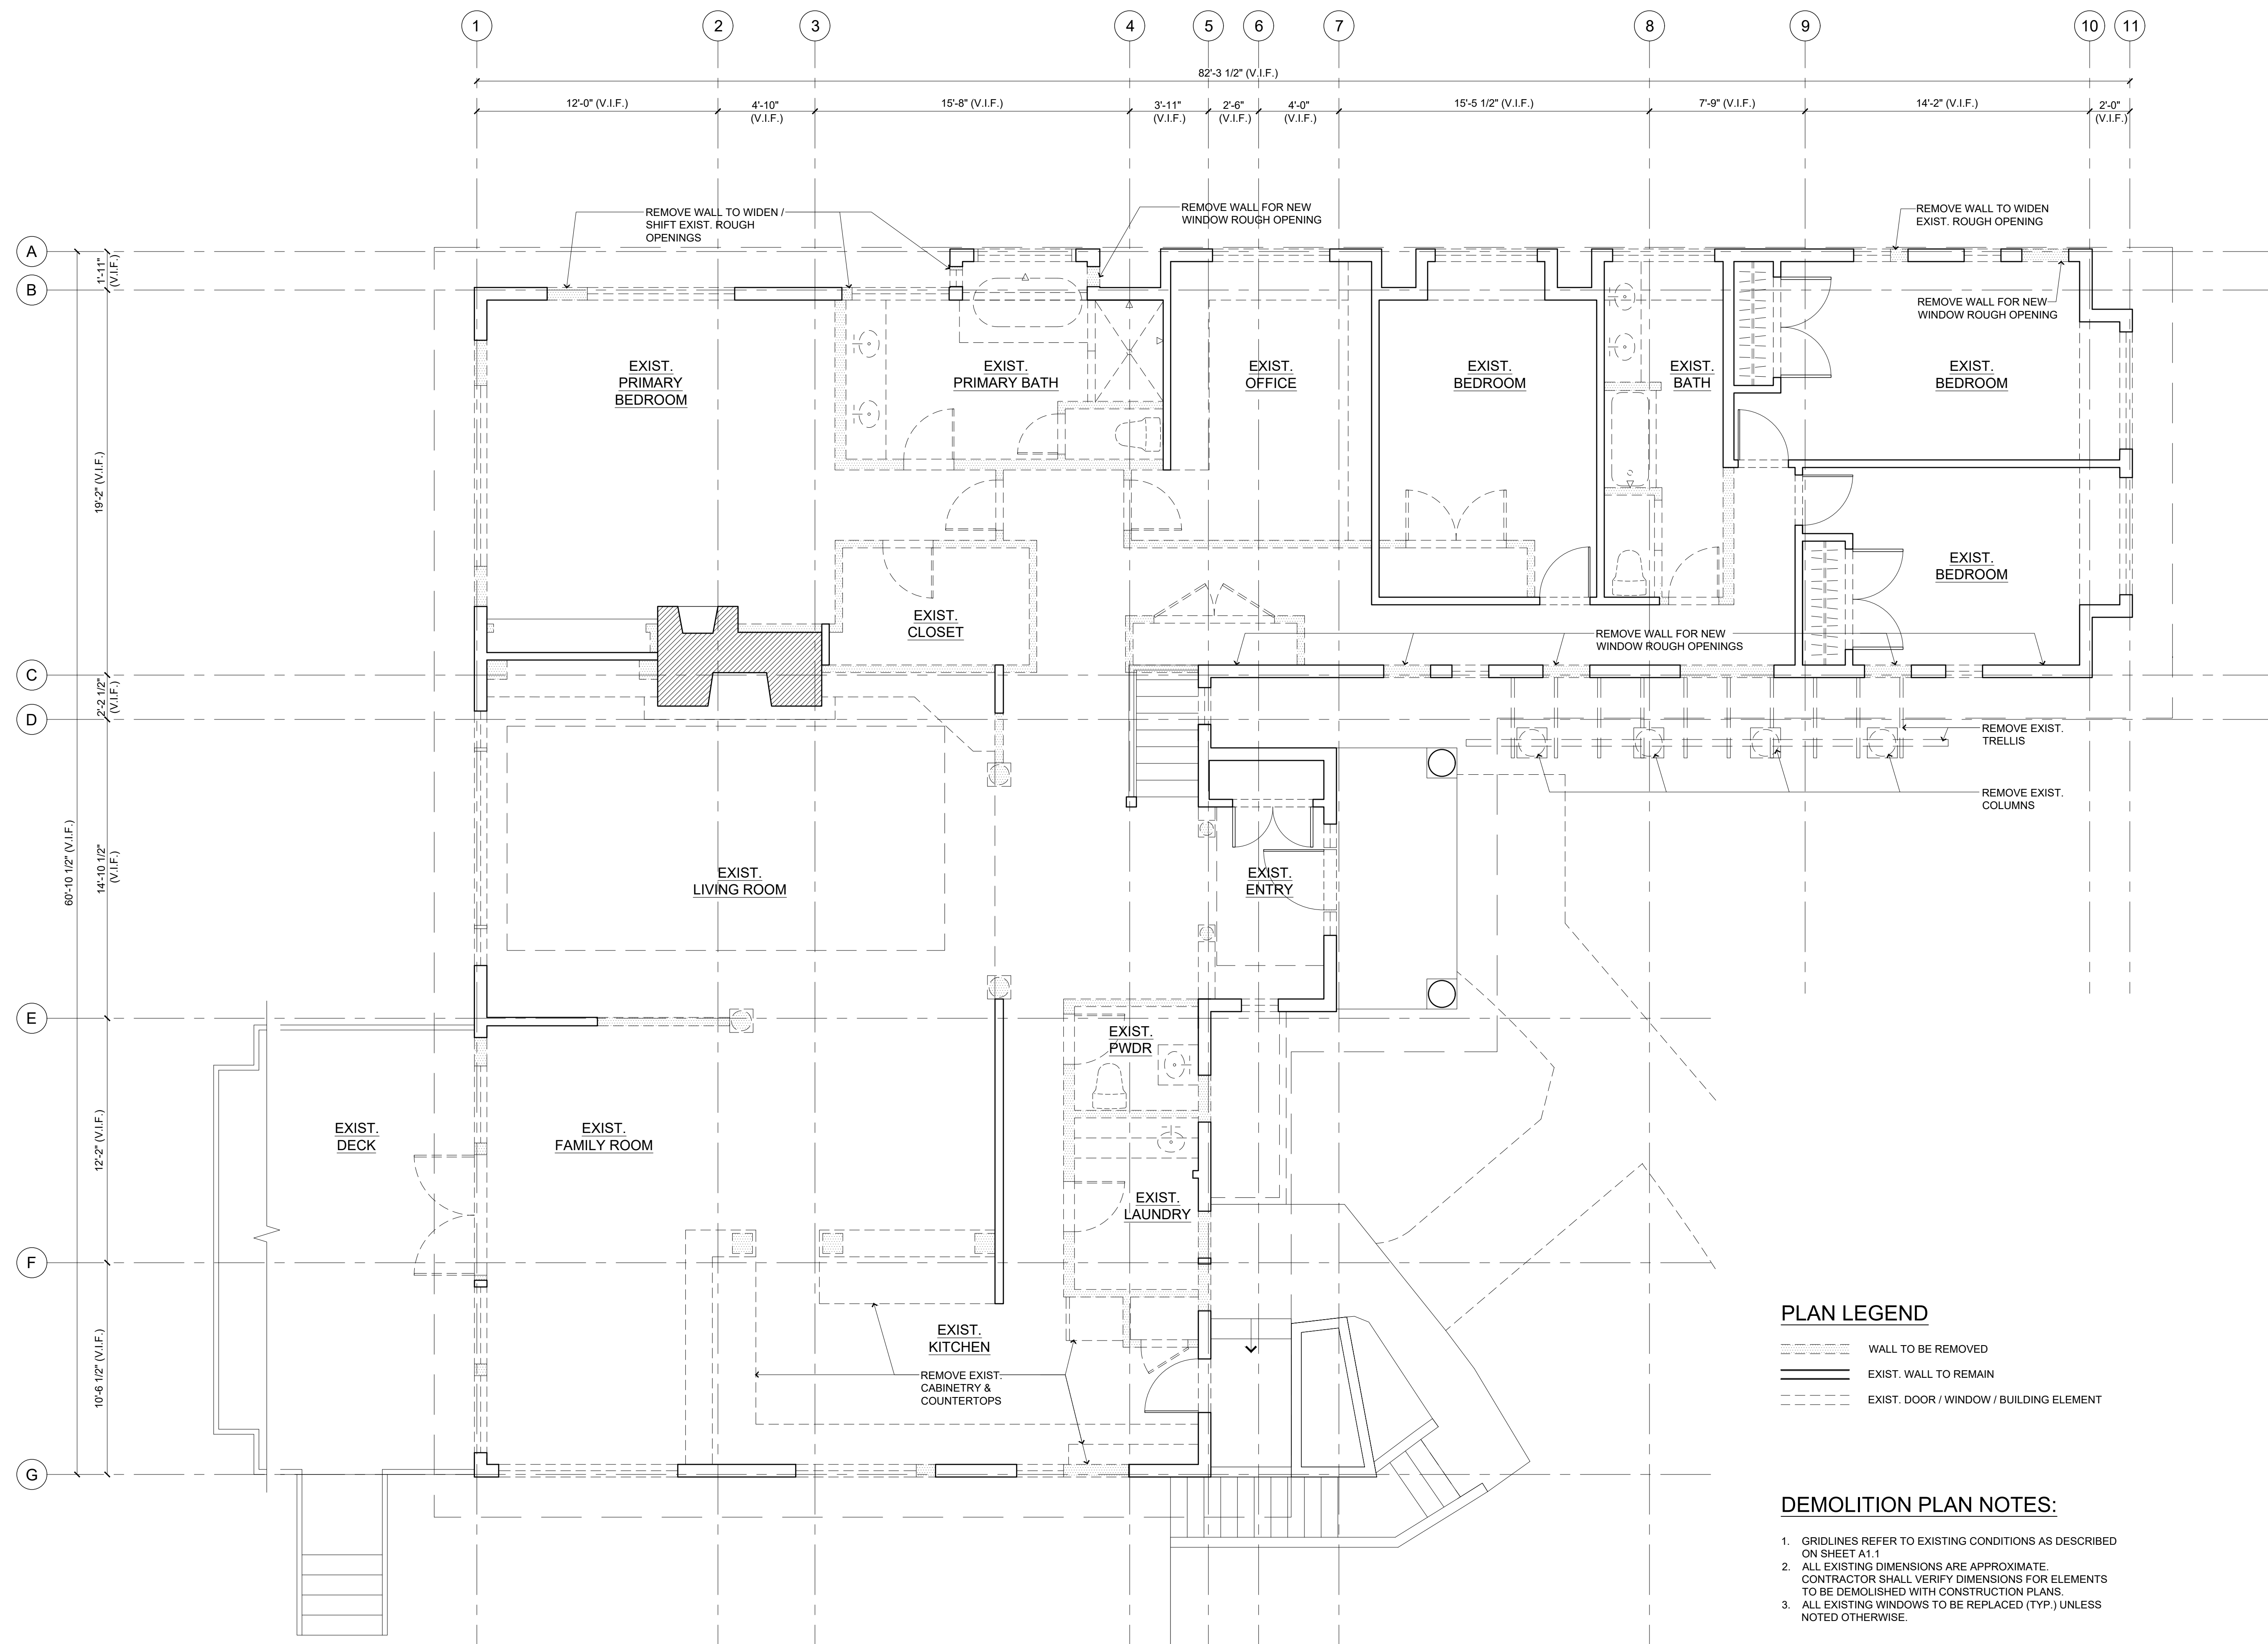 1
2
3
4
5
6
7
8
9
10
11
82'-3 1/2" (V.I.F.)
12'-0" (V.I.F.)
4'-10"
(V.I.F.)
15'-8" (V.I.F.)
3'-11"
(V.I.F.)
2'-6"
(V.I.F.)
4'-0"
(V.I.F.)
15'-5 1/2" (V.I.F.)
7'-9" (V.I.F.)
14'-2" (V.I.F.)
2'-0"
(V.I.F.)
REMOVE WALL TO WIDEN /
SHIFT EXIST. ROUGH
OPENINGS
REMOVE WALL FOR NEW
WINDOW ROUGH OPENING
REMOVE WALL TO WIDEN
EXIST. ROUGH OPENING
A
1'-11"
(V.I.F.)
B
REMOVE WALL FOR NEW
WINDOW ROUGH OPENING
EXIST.
PRIMARY
BEDROOM
EXIST.
PRIMARY BATH
EXIST.
OFFICE
EXIST.
BEDROOM
EXIST.
BATH
EXIST.
BEDROOM
19'-2" (V.I.F.)
EXIST.
BEDROOM
EXIST.
CLOSET
REMOVE WALL FOR NEW
WINDOW ROUGH OPENINGS
C
2'-2 1/2"
(V.I.F.)
D
REMOVE EXIST.
TRELLIS
REMOVE EXIST.
COLUMNS
60'-10 1/2" (V.I.F.)
14'-10 1/2"
(V.I.F.)
EXIST.
LIVING ROOM
EXIST.
ENTRY
E
EXIST.
PWDR
12'-2" (V.I.F.)
EXIST.
DECK
EXIST.
FAMILY ROOM
EXIST.
LAUNDRY
F
10'-6 1/2" (V.I.F.)
EXIST.
KITCHEN
REMOVE EXIST.
CABINETRY &
COUNTERTOPS
G
PLAN LEGEND
WALL TO BE REMOVED
EXIST. WALL TO REMAIN
EXIST. DOOR / WINDOW / BUILDING ELEMENT
DEMOLITION PLAN NOTES:
1. GRIDLINES REFER TO EXISTING CONDITIONS AS DESCRIBED
ON SHEET A1.1
2. ALL EXISTING DIMENSIONS ARE APPROXIMATE.
CONTRACTOR SHALL VERIFY DIMENSIONS FOR ELEMENTS
TO BE DEMOLISHED WITH CONSTRUCTION PLANS.
3. ALL EXISTING WINDOWS TO BE REPLACED (TYP.) UNLESS
NOTED OTHERWISE.